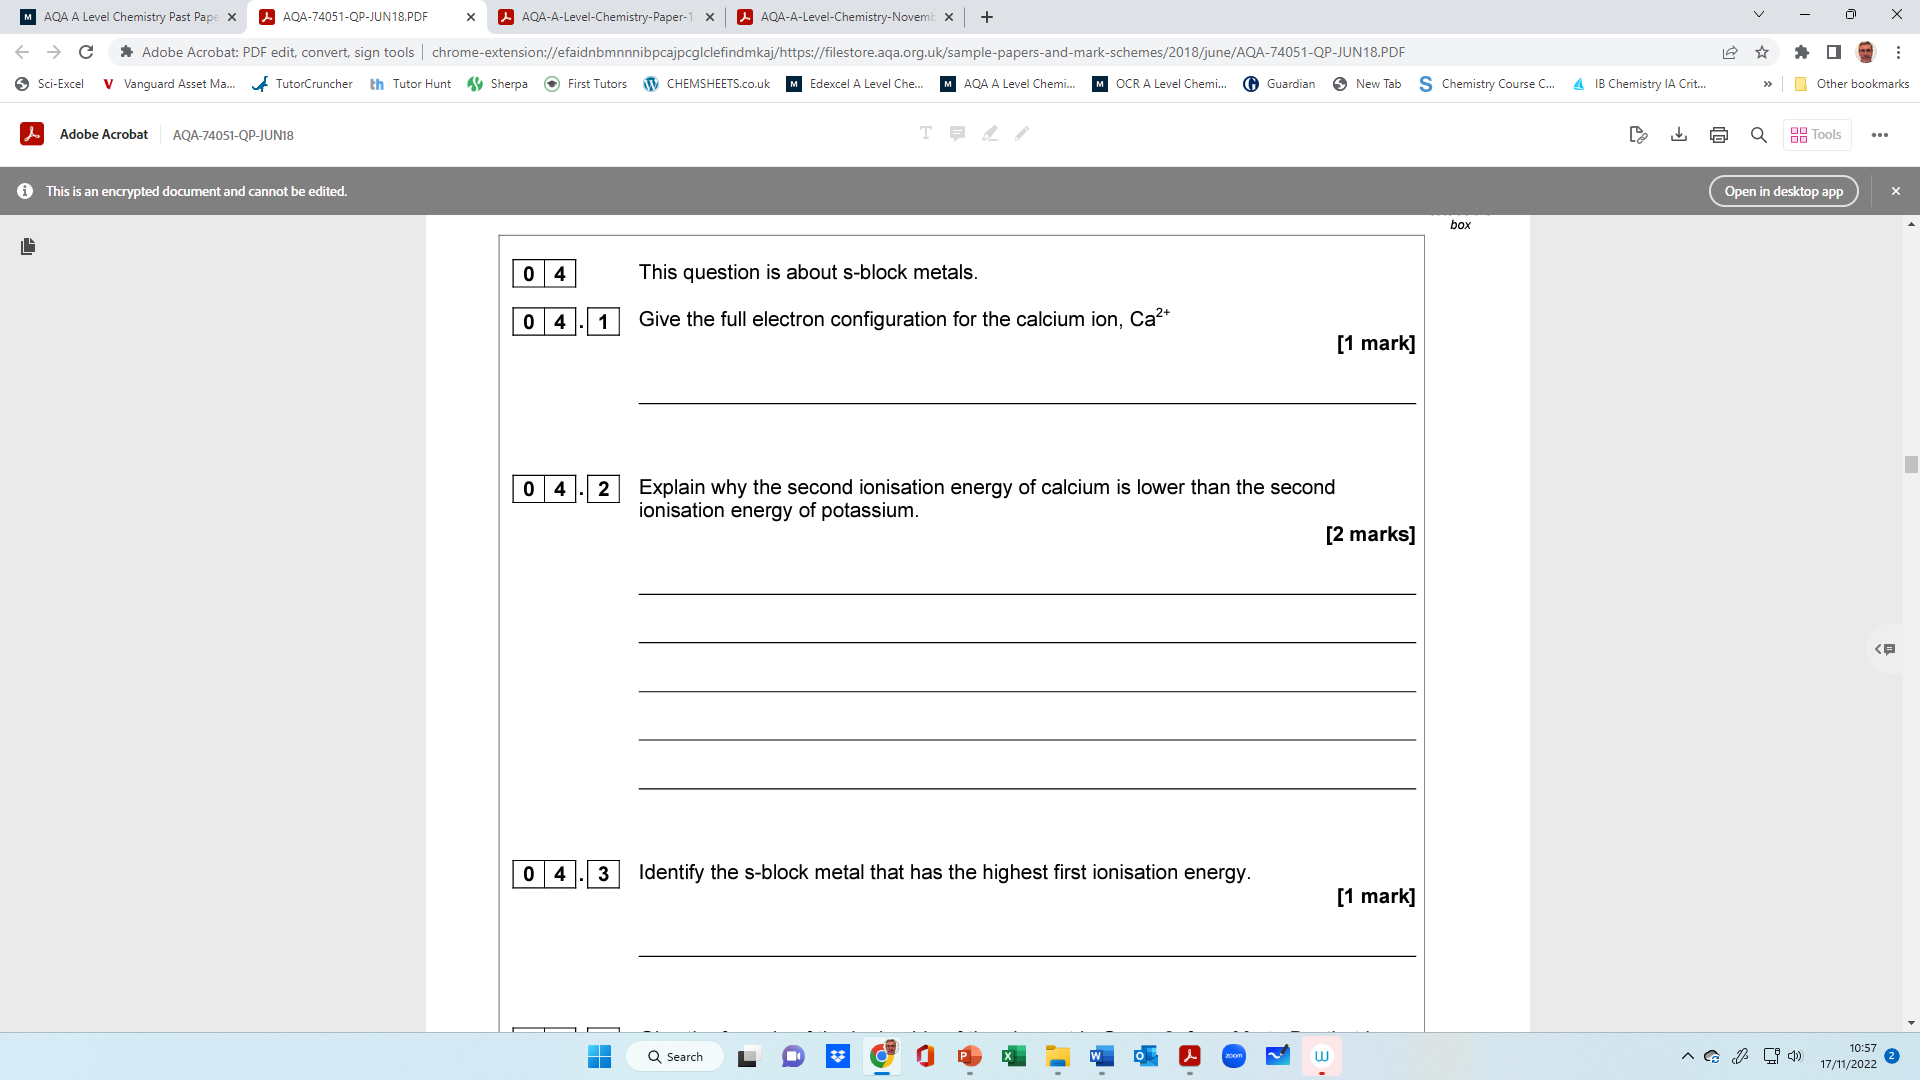 AQA A Level Chemistry Past Pape
AQA-74051-QP-JUN18.PDF
AQA-A-Level-Chemistry-Paper-1-
AQA-A-Level-Chemistry-Novemb
Adobe Acrobat: PDF edit, convert, sign tools | chrome-extension://efaidnbmnnnibpcajpcglclefindmkaj/https://filestore.aqa.org.uk/sample-papers-and-mark-schemes/2018/june/AQA-74051-QP-JUN18.PDF
Sci-Excel Vanguard Asset Ma... TutorCruncher Tutor Hunt Sherpa First Tutors CHEMSHEETS.co.uk Edexcel A Level Che... AQA A Level Chemi... OCR A Level Chemi... Guardian New Tab Chemistry Course C... IB Chemistry IA Crit... » Other bookmarks
Adobe Acrobat AQA-74051-QP-JUN18 Tools
This is an encrypted document and cannot be edited. Open in desktop app
box
0 4 This question is about s-block metals.
0 4 . 1 Give the full electron configuration for the calcium ion, Ca²⁺
[1 mark]
0 4 . 2 Explain why the second ionisation energy of calcium is lower than the second
ionisation energy of potassium.
[2 marks]
0 4 . 3 Identify the s-block metal that has the highest first ionisation energy.
[1 mark]
Search
10:57
17/11/2022 2